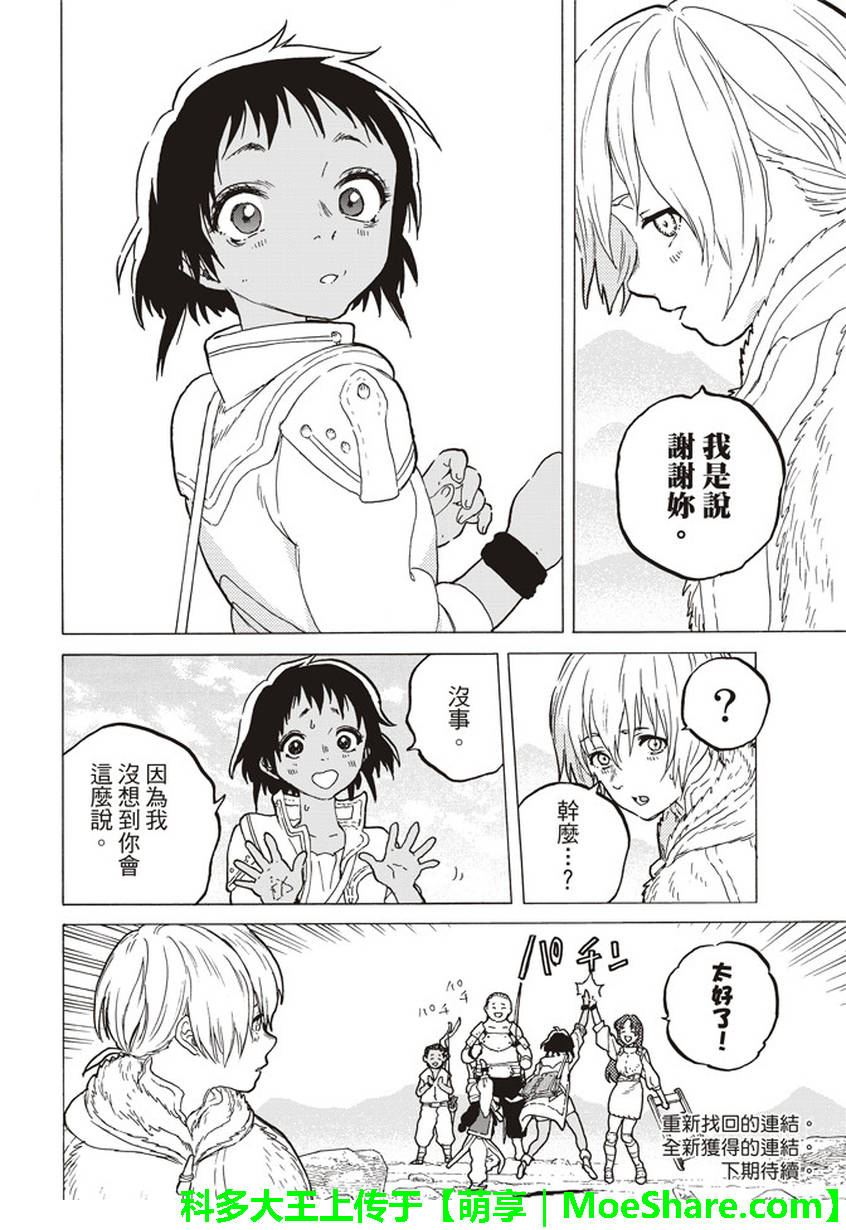 我是說
謝謝妳。
？
幹麼…？
沒事。
因為我
沒想到你會
這麼說。
太好了！
パチン
パチパチ
重新找回的連結。
全新獲得的連結。
下期待續。
科多大王上传于【萌享｜MoeShare.com】